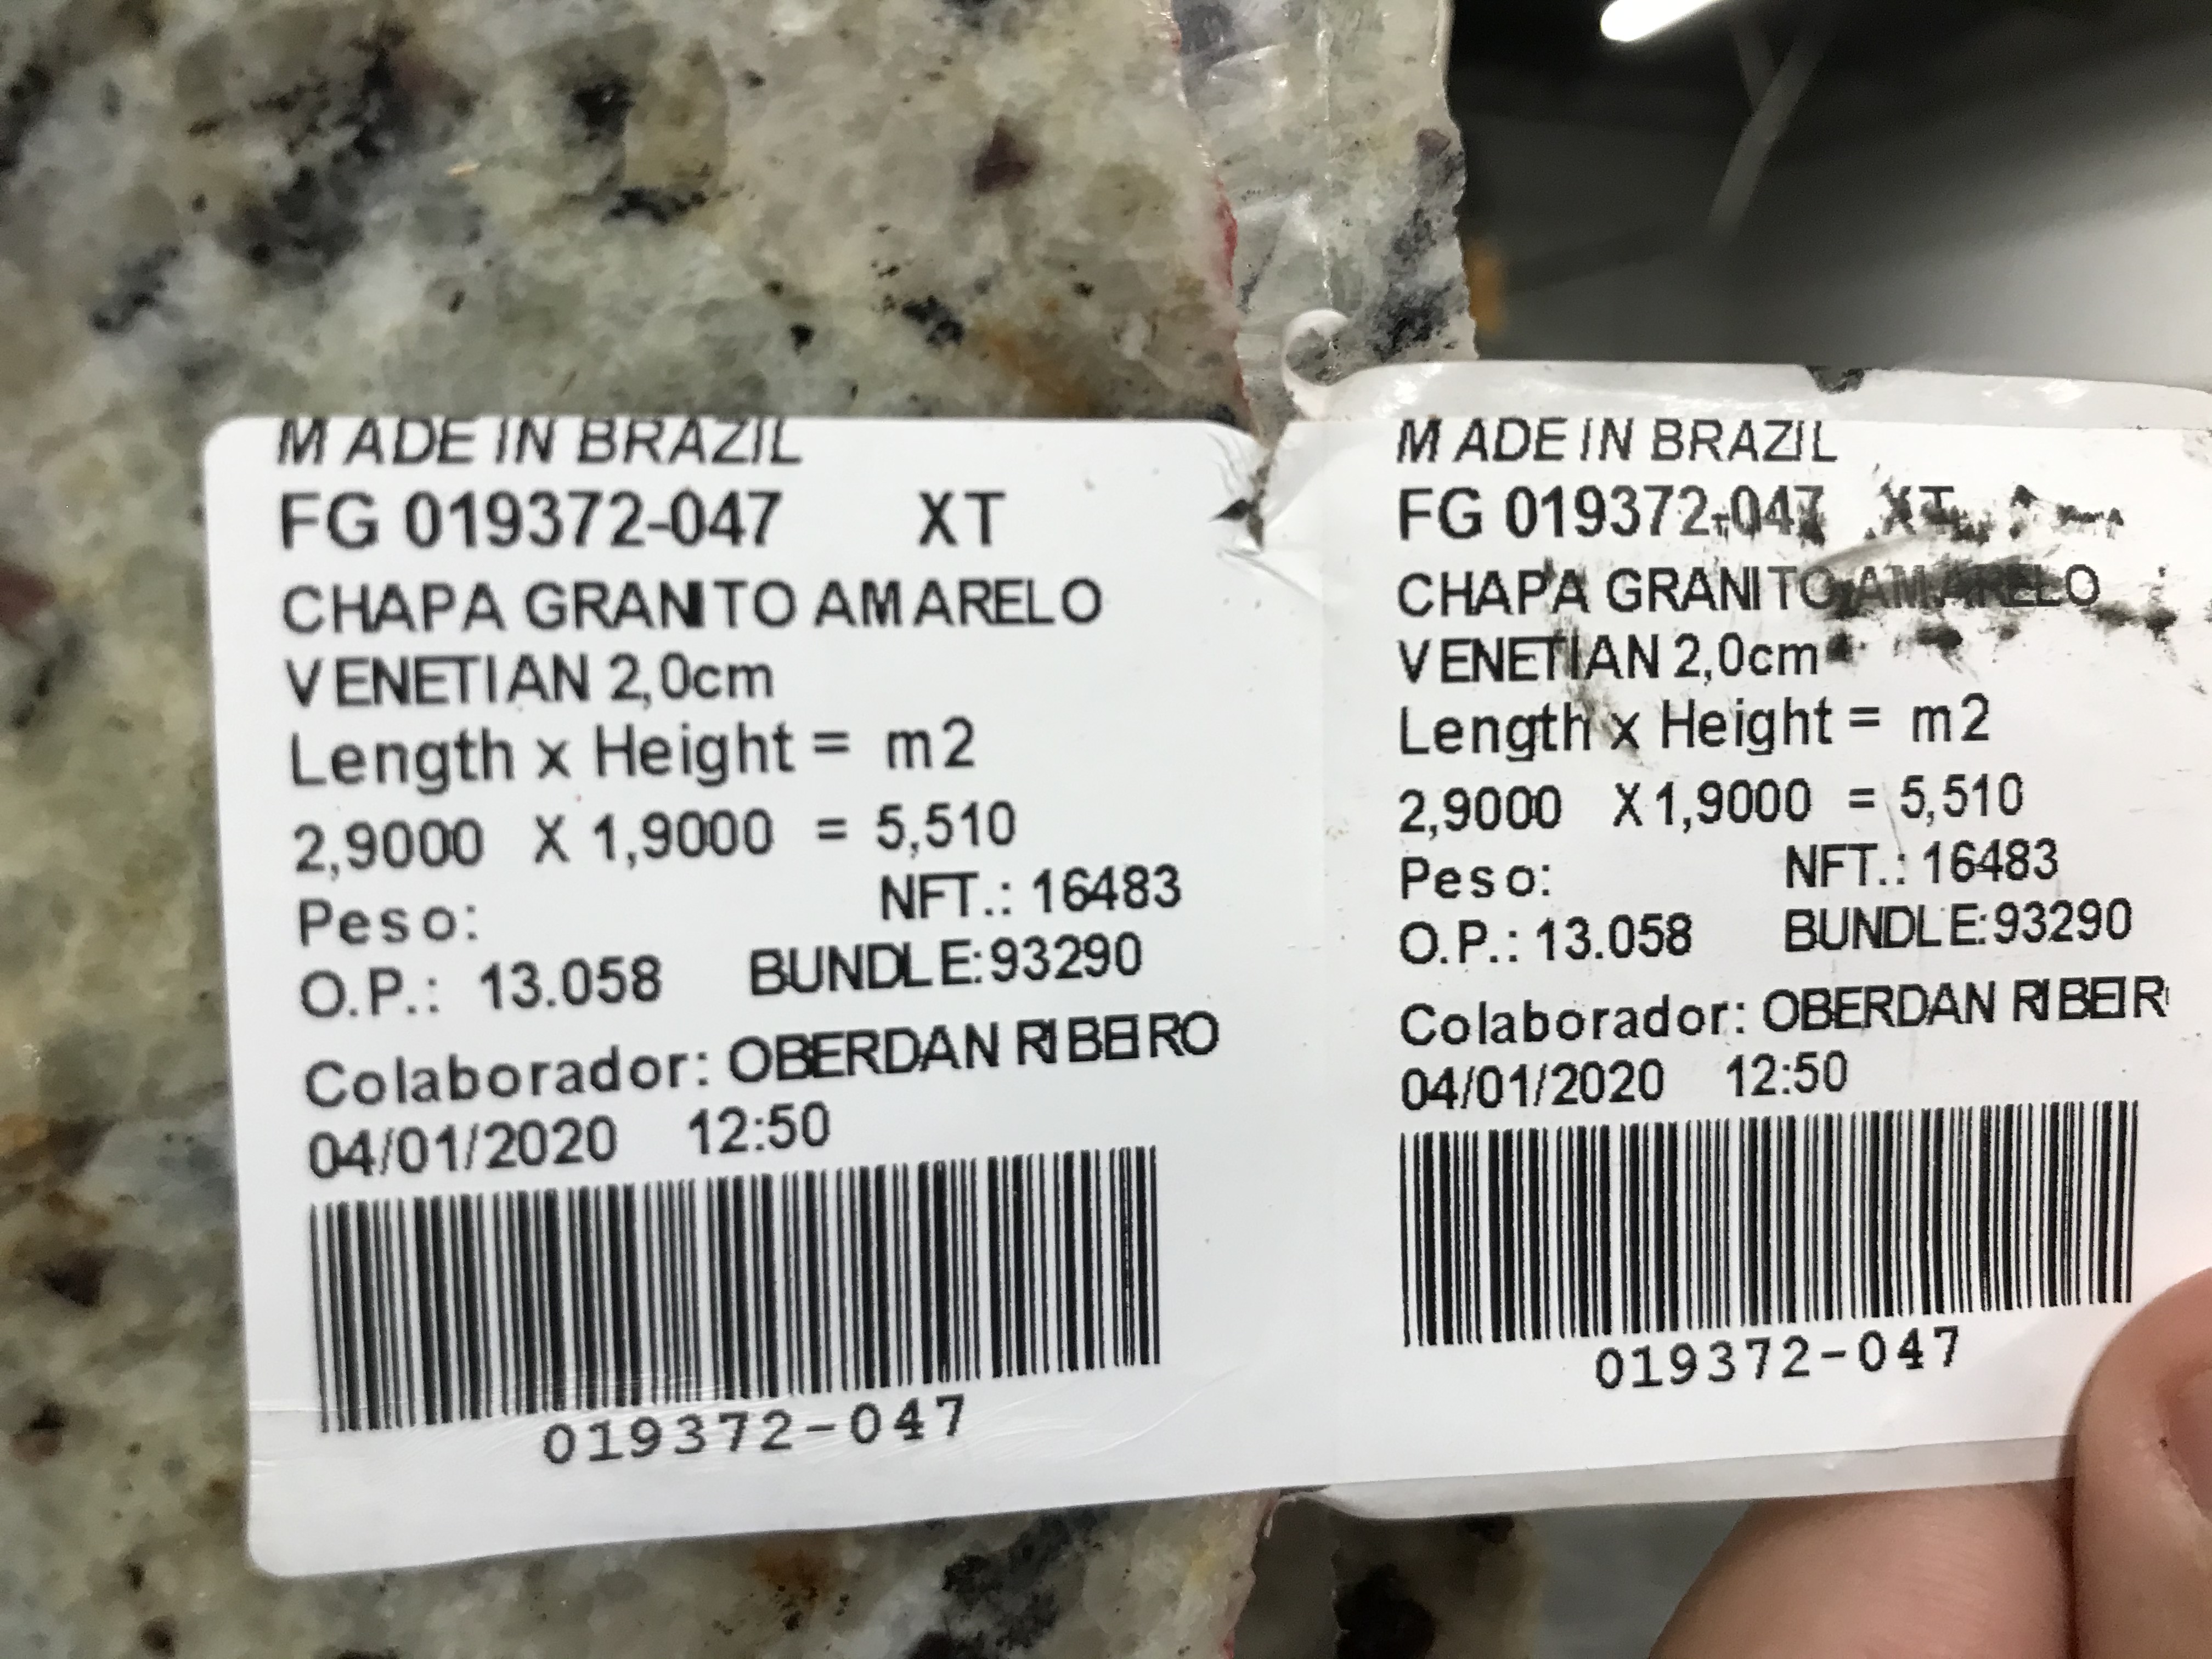 MADE IN BRAZIL
FG 019372-047 XT
CHAPA GRANITO AMARELO
VENETIAN 2,0cm
Length x Height = m2
2,9000 X 1,9000 = 5,510
Peso: NFT.: 16483
O.P.: 13.058 BUNDLE:93290
Colaborador: OBERDAN RIBEIRO
04/01/2020 12:50
019372-047
MADE IN BRAZIL
FG 019372-047 XT
CHAPA GRANITO AMARELO
VENETIAN 2,0cm
Length x Height = m2
2,9000 X 1,9000 = 5,510
Peso: NFT.: 16483
O.P.: 13.058 BUNDLE:93290
Colaborador: OBERDAN RIBEIR
04/01/2020 12:50
019372-047